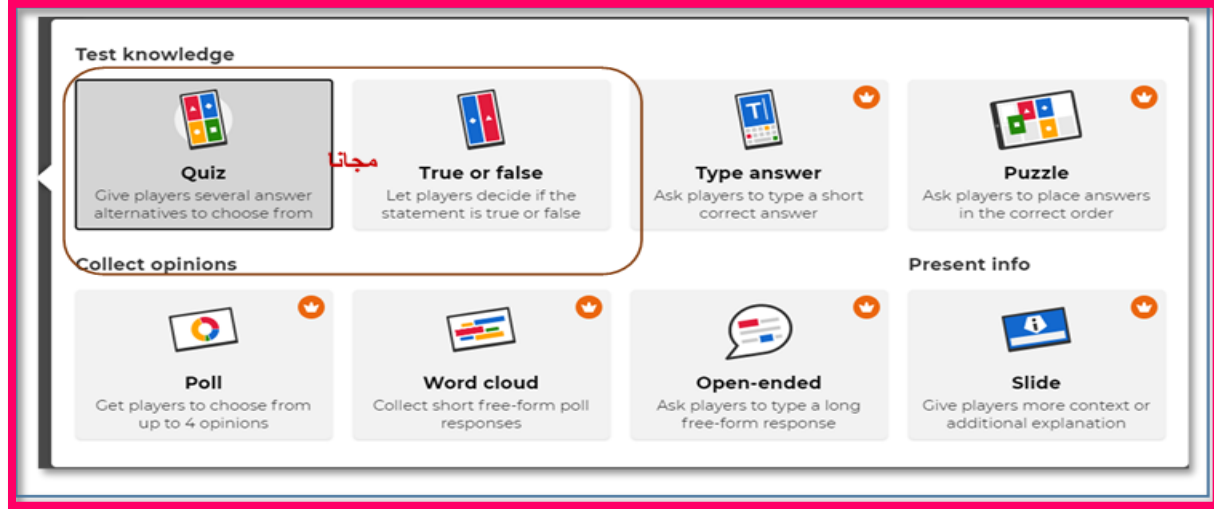 Test knowledge
Quiz
Give players several answer
alternatives to choose from
مجانا
True or false
Let players decide if the
statement is true or false
Type answer
Ask players to type a short
correct answer
Puzzle
Ask players to place answers
in the correct order
Collect opinions
Present info
Poll
Get players to choose from
up to 4 opinions
Word cloud
Collect short free-form poll
responses
Open-ended
Ask players to type a long
free-form response
Slide
Give players more context or
additional explanation